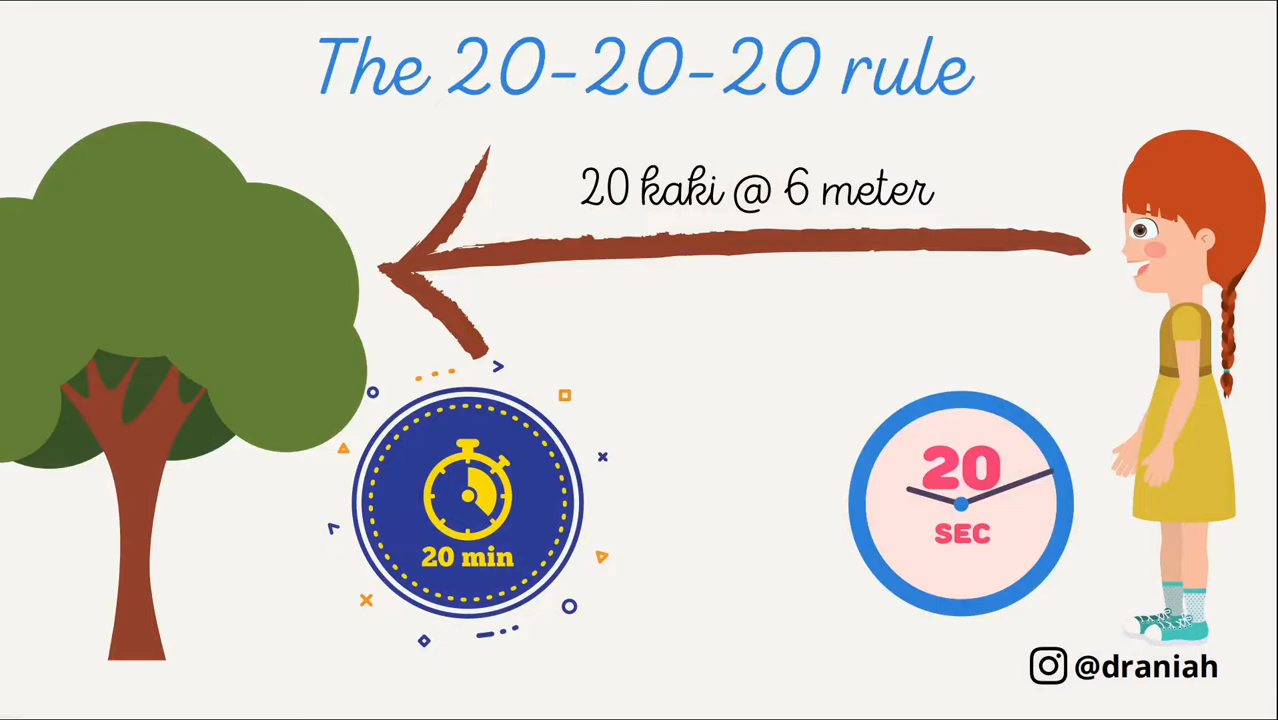 The 20-20-20 rule
20 kaki @ 6 meter
20 min
20
SEC
@draniah